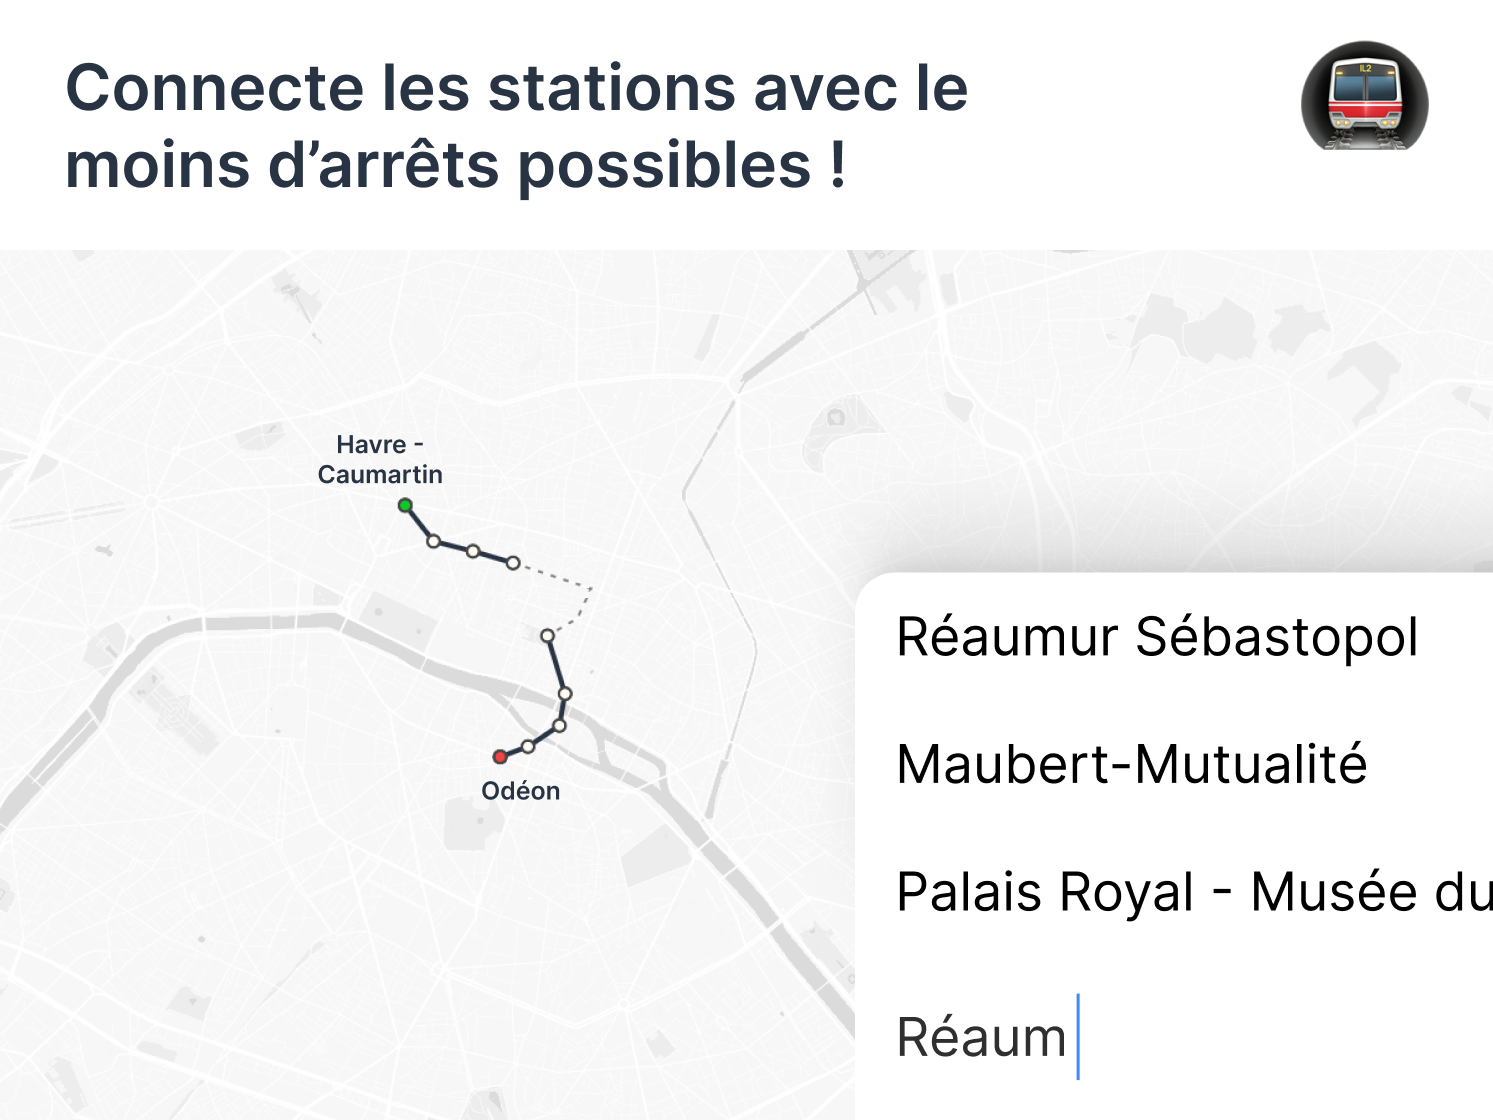 Connecte les stations avec le
moins d’arrêts possibles !
IL2
Havre -
Caumartin
Odéon
Réaumur Sébastopol
Maubert-Mutualité
Palais Royal - Musée du
Réaum